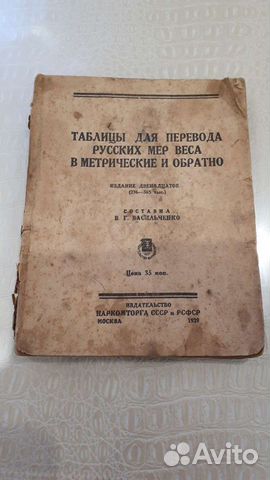 ТАБЛИЦЫ ДЛЯ ПЕРЕВОДА
РУССКИХ МЕР ВЕСА
В МЕТРИЧЕСКИЕ И ОБРАТНО
ИЗДАНИЕ ДВЕНАДЦАТОЕ
СОСТАВИЛ
В. Г. ВАСИЛЬЧЕНКО
Цена 35 коп.
ИЗДАТЕЛЬСТВО
НАРКОМТОРГА СССР и РСФСР
МОСКВА
Avito